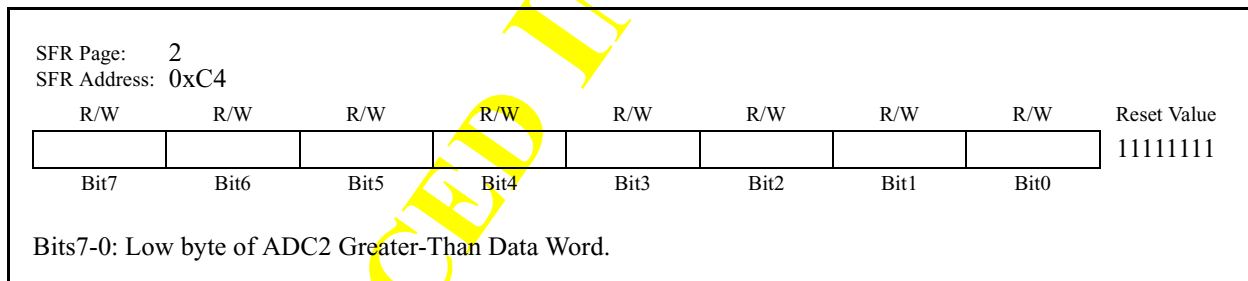 SFR Page: 2
SFR Address: 0xC4
R/W R/W R/W R/W R/W R/W R/W R/W Reset Value
11111111
Bit7 Bit6 Bit5 Bit4 Bit3 Bit2 Bit1 Bit0
Bits7-0: Low byte of ADC2 Greater-Than Data Word.